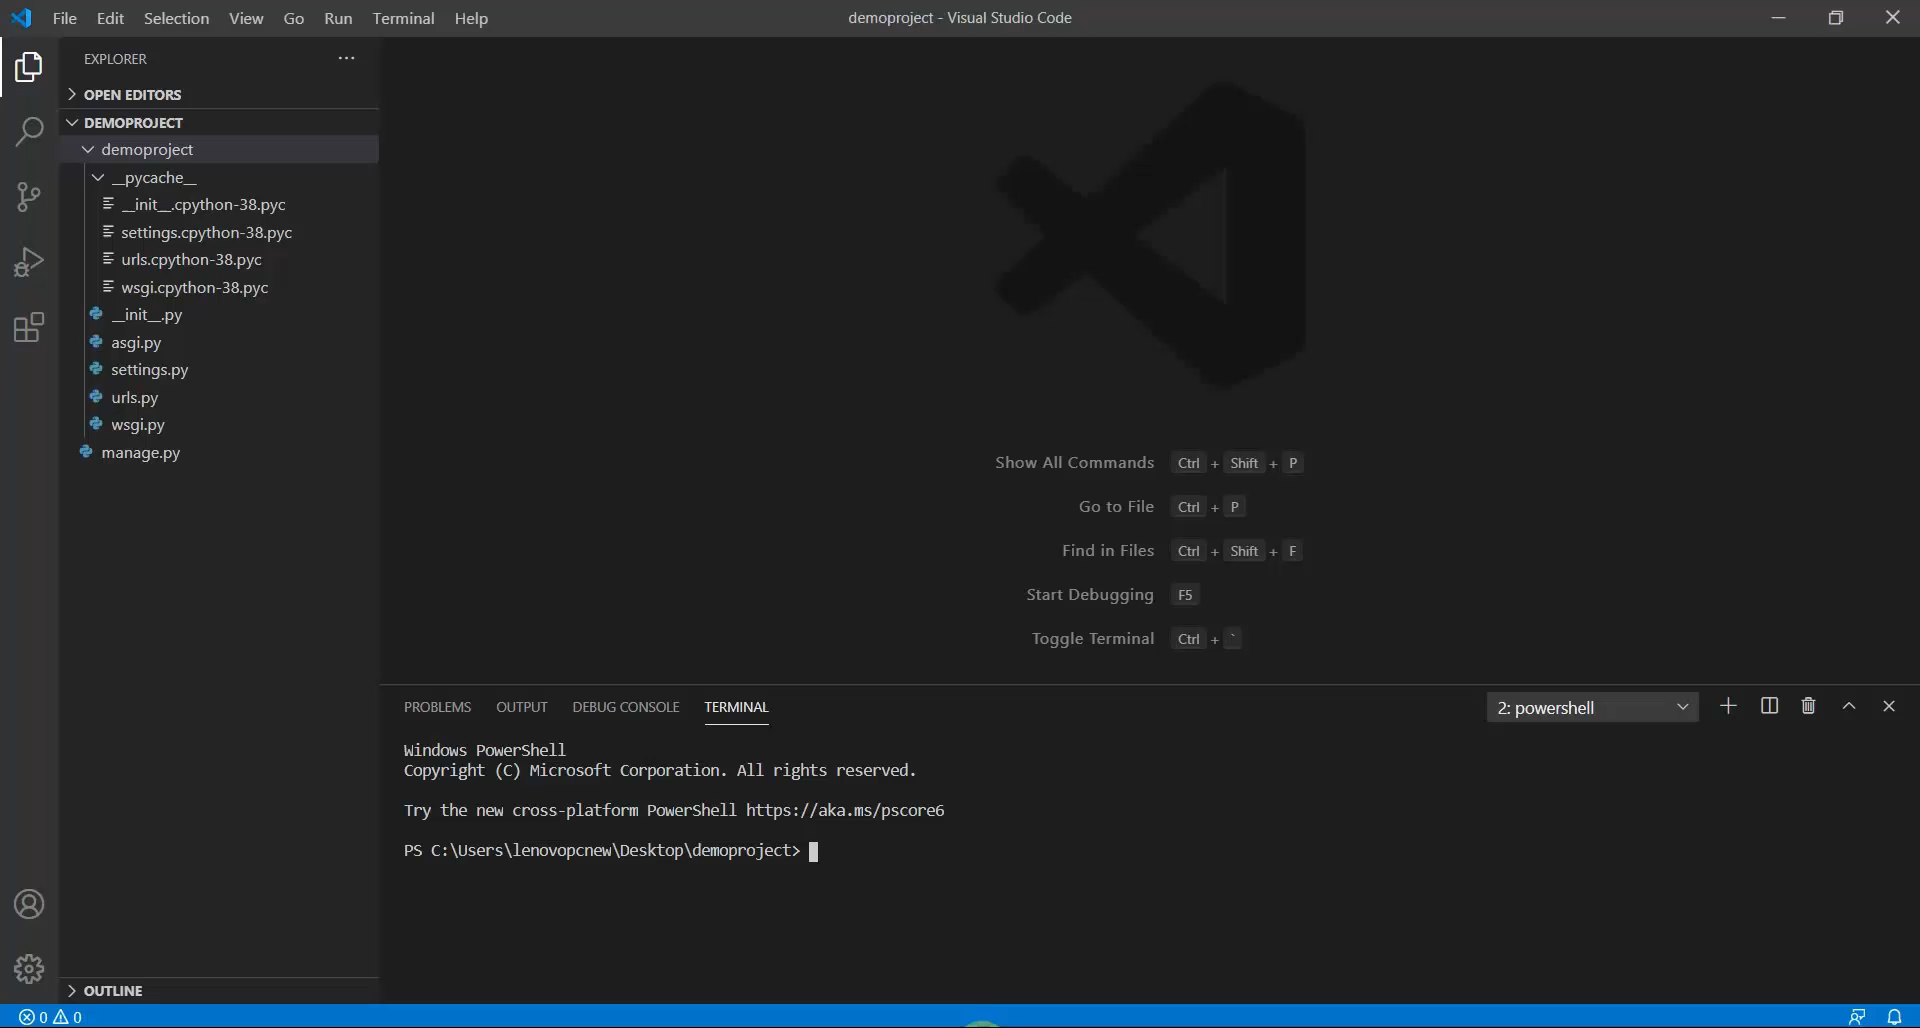 File Edit Selection View Go Run Terminal Help
demoproject - Visual Studio Code
EXPLORER
OPEN EDITORS
DEMOPROJECT
demoproject
__pycache__
__init__.cpython-38.pyc
settings.cpython-38.pyc
urls.cpython-38.pyc
wsgi.cpython-38.pyc
__init__.py
asgi.py
settings.py
urls.py
wsgi.py
manage.py
OUTLINE
Show All Commands Ctrl + Shift + P
Go to File Ctrl + P
Find in Files Ctrl + Shift + F
Start Debugging F5
Toggle Terminal Ctrl + `
PROBLEMS OUTPUT DEBUG CONSOLE TERMINAL
2: powershell
Windows PowerShell
Copyright (C) Microsoft Corporation. All rights reserved.
Try the new cross-platform PowerShell https://aka.ms/pscore6
PS C:\Users\lenovopcnew\Desktop\demoproject>
0 0